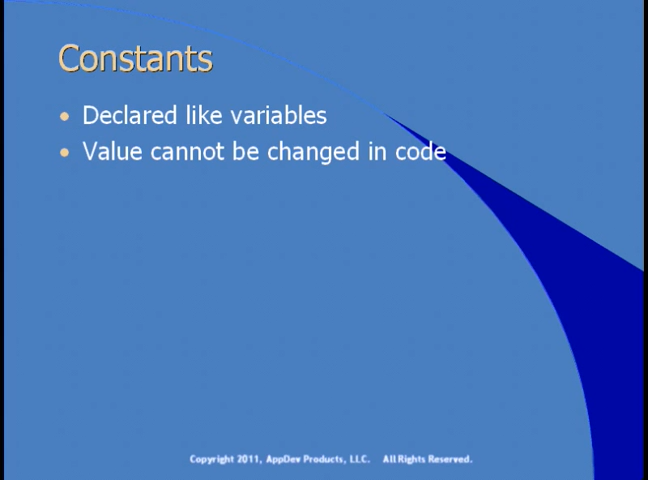 Constants
• Declared like variables
• Value cannot be changed in code
Copyright 2011, AppDev Products, LLC. All Rights Reserved.